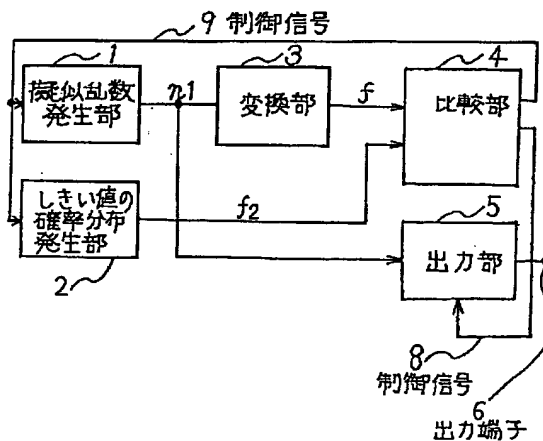 9 制御信号
1
擬似乱数
発生部
n1
3
変換部
f
4
比較部
しきい値の
確率分布
発生部
2
f2
5
出力部
8
制御信号
6
出力端子